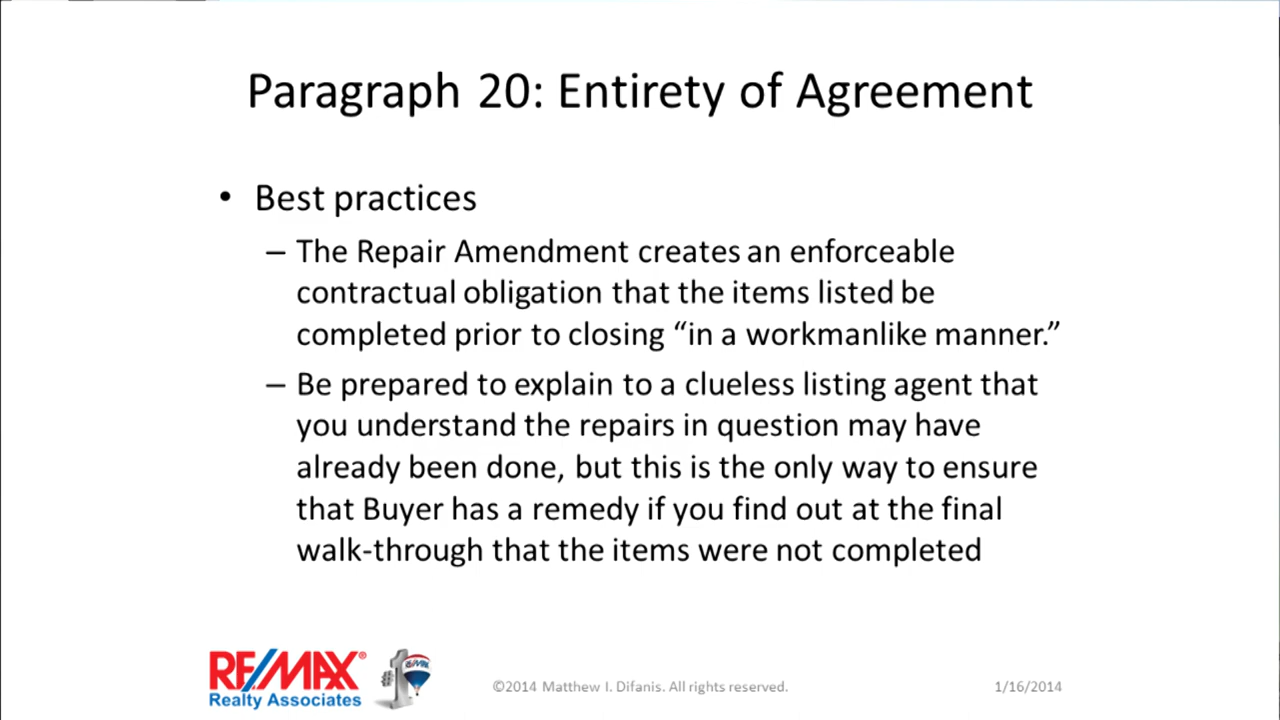 Paragraph 20: Entirety of Agreement
• Best practices
– The Repair Amendment creates an enforceable
contractual obligation that the items listed be
completed prior to closing “in a workmanlike manner.”
– Be prepared to explain to a clueless listing agent that
you understand the repairs in question may have
already been done, but this is the only way to ensure
that Buyer has a remedy if you find out at the final
walk-through that the items were not completed
RE/MAX®
Realty Associates
RE/MAX
©2014 Matthew I. Difanis. All rights reserved.
1/16/2014